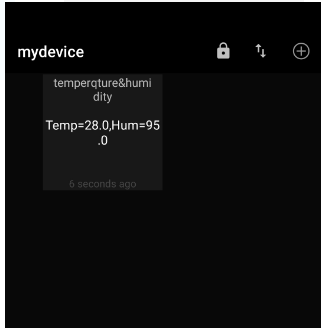 mydevice
temperqture&humi
dity
Temp=28.0,Hum=95
.0
6 seconds ago